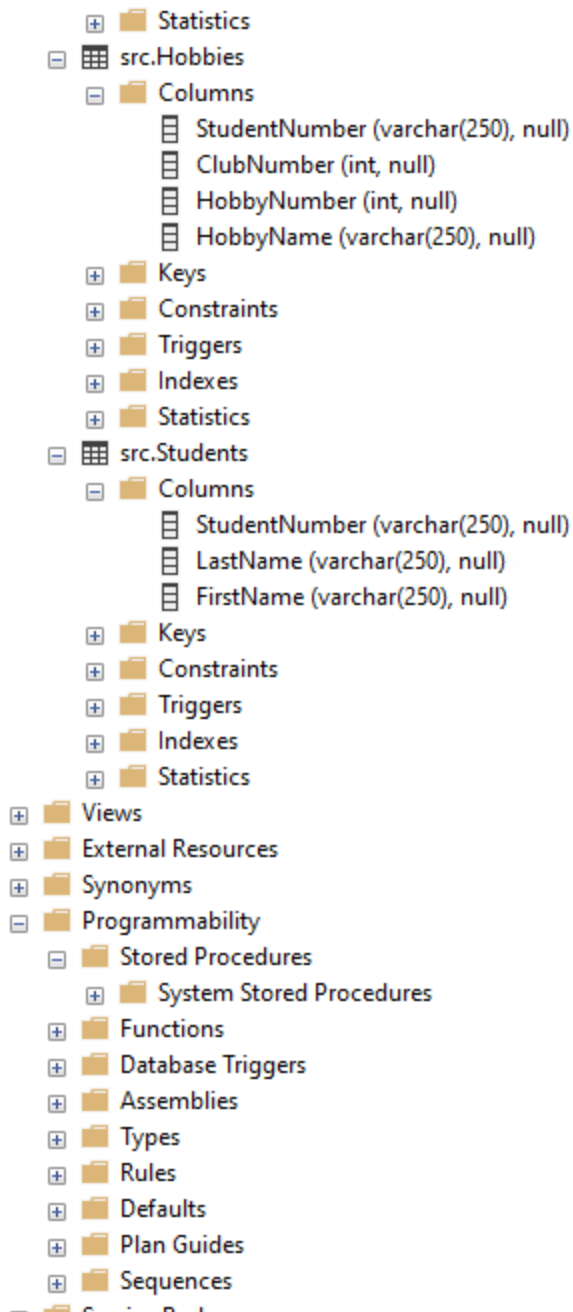 Statistics
src.Hobbies
Columns
StudentNumber (varchar(250), null)
ClubNumber (int, null)
HobbyNumber (int, null)
HobbyName (varchar(250), null)
Keys
Constraints
Triggers
Indexes
Statistics
src.Students
Columns
StudentNumber (varchar(250), null)
LastName (varchar(250), null)
FirstName (varchar(250), null)
Keys
Constraints
Triggers
Indexes
Statistics
Views
External Resources
Synonyms
Programmability
Stored Procedures
System Stored Procedures
Functions
Database Triggers
Assemblies
Types
Rules
Defaults
Plan Guides
Sequences